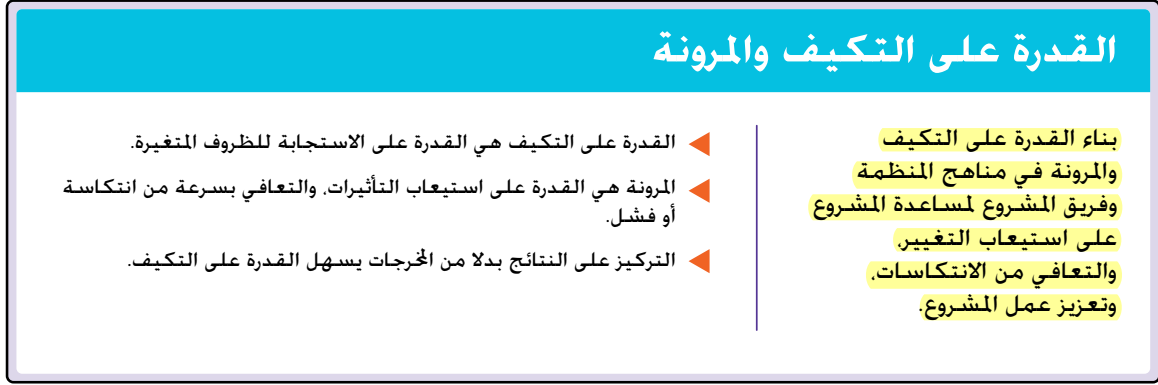 القدرة على التكيف والمرونة
بناء القدرة على التكيف
والمرونة في مناهج المنظمة
وفريق المشروع لمساعدة المشروع
على استيعاب التغيير،
والتعافي من الانتكاسات،
وتعزيز عمل المشروع.
القدرة على التكيف هي القدرة على الاستجابة للظروف المتغيرة.
المرونة هي القدرة على استيعاب التأثيرات، والتعافي بسرعة من انتكاسة
أو فشل.
التركيز على النتائج بدلا من المخرجات يسهل القدرة على التكيف.